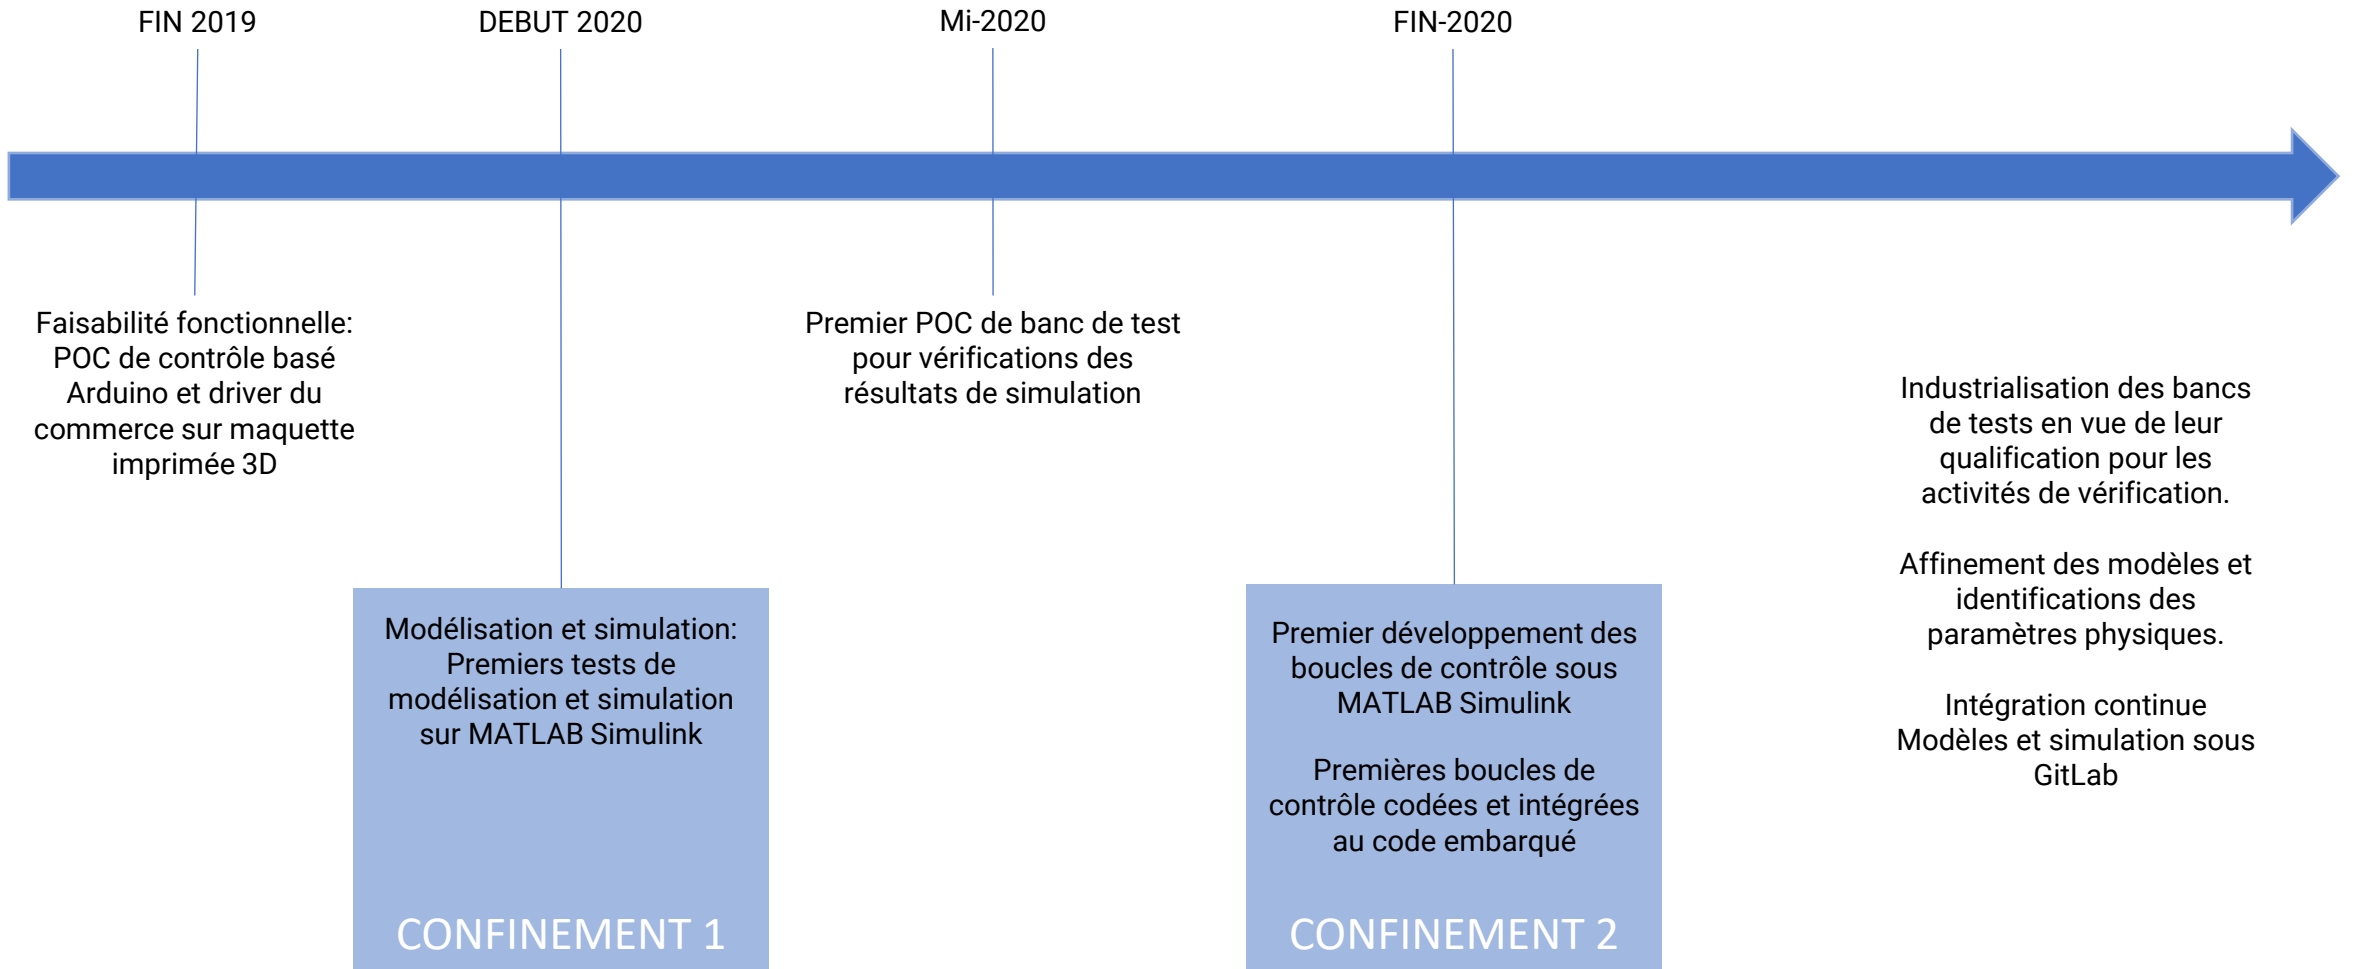 FIN 2019
DEBUT 2020
Mi-2020
FIN-2020
Faisabilité fonctionnelle:
POC de contrôle basé
Arduino et driver du
commerce sur maquette
imprimée 3D
Modélisation et simulation:
Premiers tests de
modélisation et simulation
sur MATLAB Simulink
CONFINEMENT 1
Premier POC de banc de test
pour vérifications des
résultats de simulation
Premier développement des
boucles de contrôle sous
MATLAB Simulink
Premières boucles de
contrôle codées et intégrées
au code embarqué
CONFINEMENT 2
Industrialisation des bancs
de tests en vue de leur
qualification pour les
activités de vérification.
Affinement des modèles et
identifications des
paramètres physiques.
Intégration continue
Modèles et simulation sous
GitLab